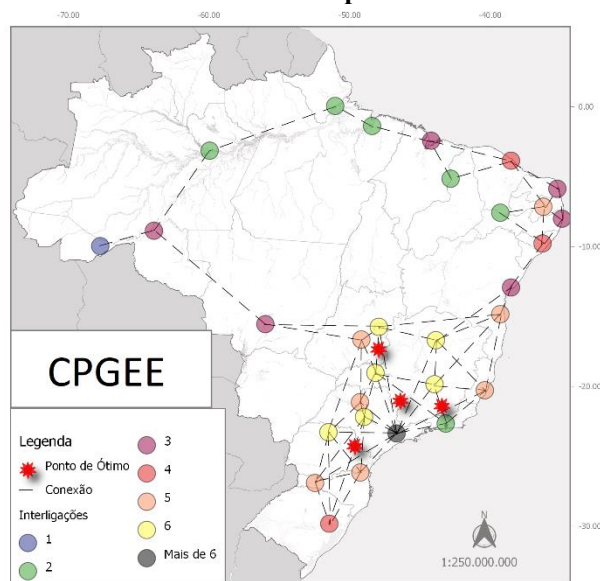 -70.00 -60.00 -50.00 -40.00
0.00
-10.00
-20.00
-30.00
CPGEE
Legenda
Ponto de Ótimo
Conexão
Interligações
1
2
3
4
5
6
Mais de 6
N
1:250.000.000